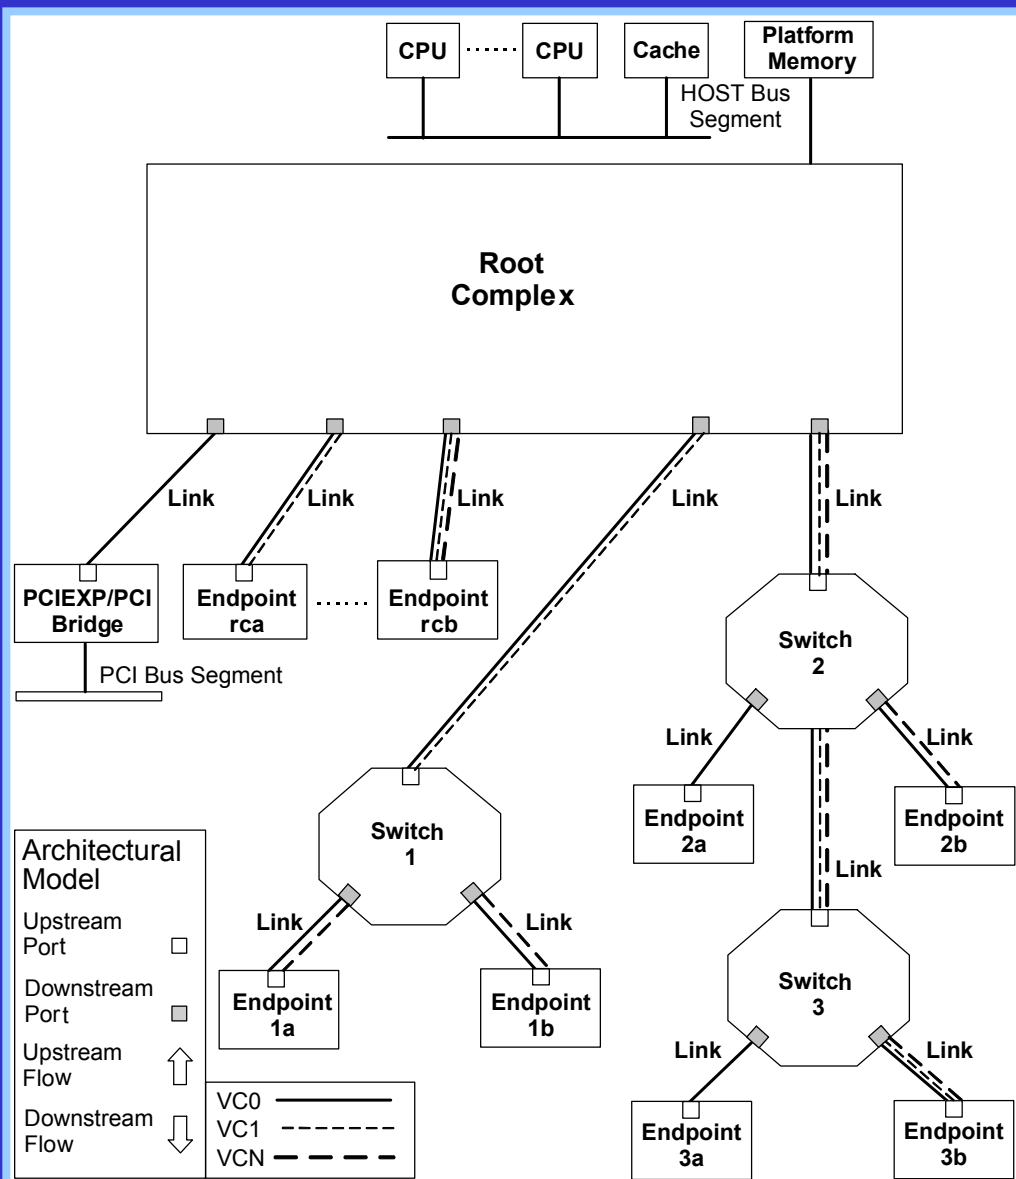 CPU
CPU
Cache
Platform
Memory
HOST Bus
Segment
Root
Complex
Link
Link
Link
Link
Link
PCIEXP/PCI
Bridge
Endpoint
rca
Endpoint
rcb
PCI Bus Segment
Switch
2
Link
Link
Endpoint
2a
Endpoint
2b
Switch
1
Link
Link
Link
Endpoint
1a
Endpoint
1b
Switch
3
Link
Link
Endpoint
3a
Endpoint
3b
Architectural
Model
Upstream
Port
Downstream
Port
Upstream
Flow
Downstream
Flow
VC0
VC1
VCN